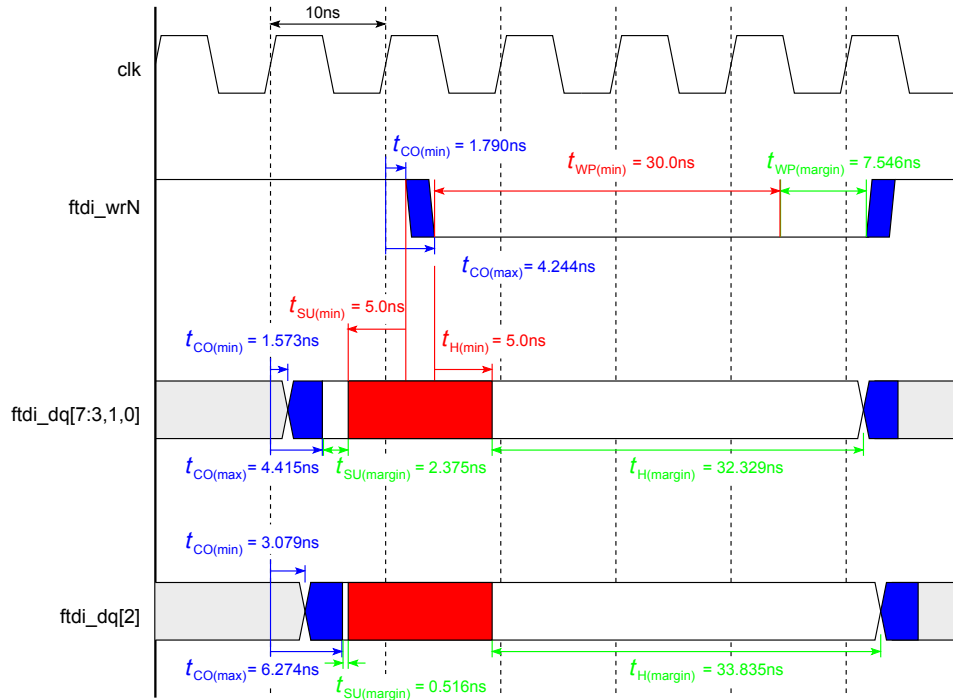 10ns
clk
tCO(min) = 1.790ns
tWP(min) = 30.0ns
tWP(margin) = 7.546ns
ftdi_wrN
tCO(max) = 4.244ns
tSU(min) = 5.0ns
tCO(min) = 1.573ns
tH(min) = 5.0ns
ftdi_dq[7:3,1,0]
tCO(max) = 4.415ns
tSU(margin) = 2.375ns
tH(margin) = 32.329ns
tCO(min) = 3.079ns
ftdi_dq[2]
tCO(max) = 6.274ns
tSU(margin) = 0.516ns
tH(margin) = 33.835ns